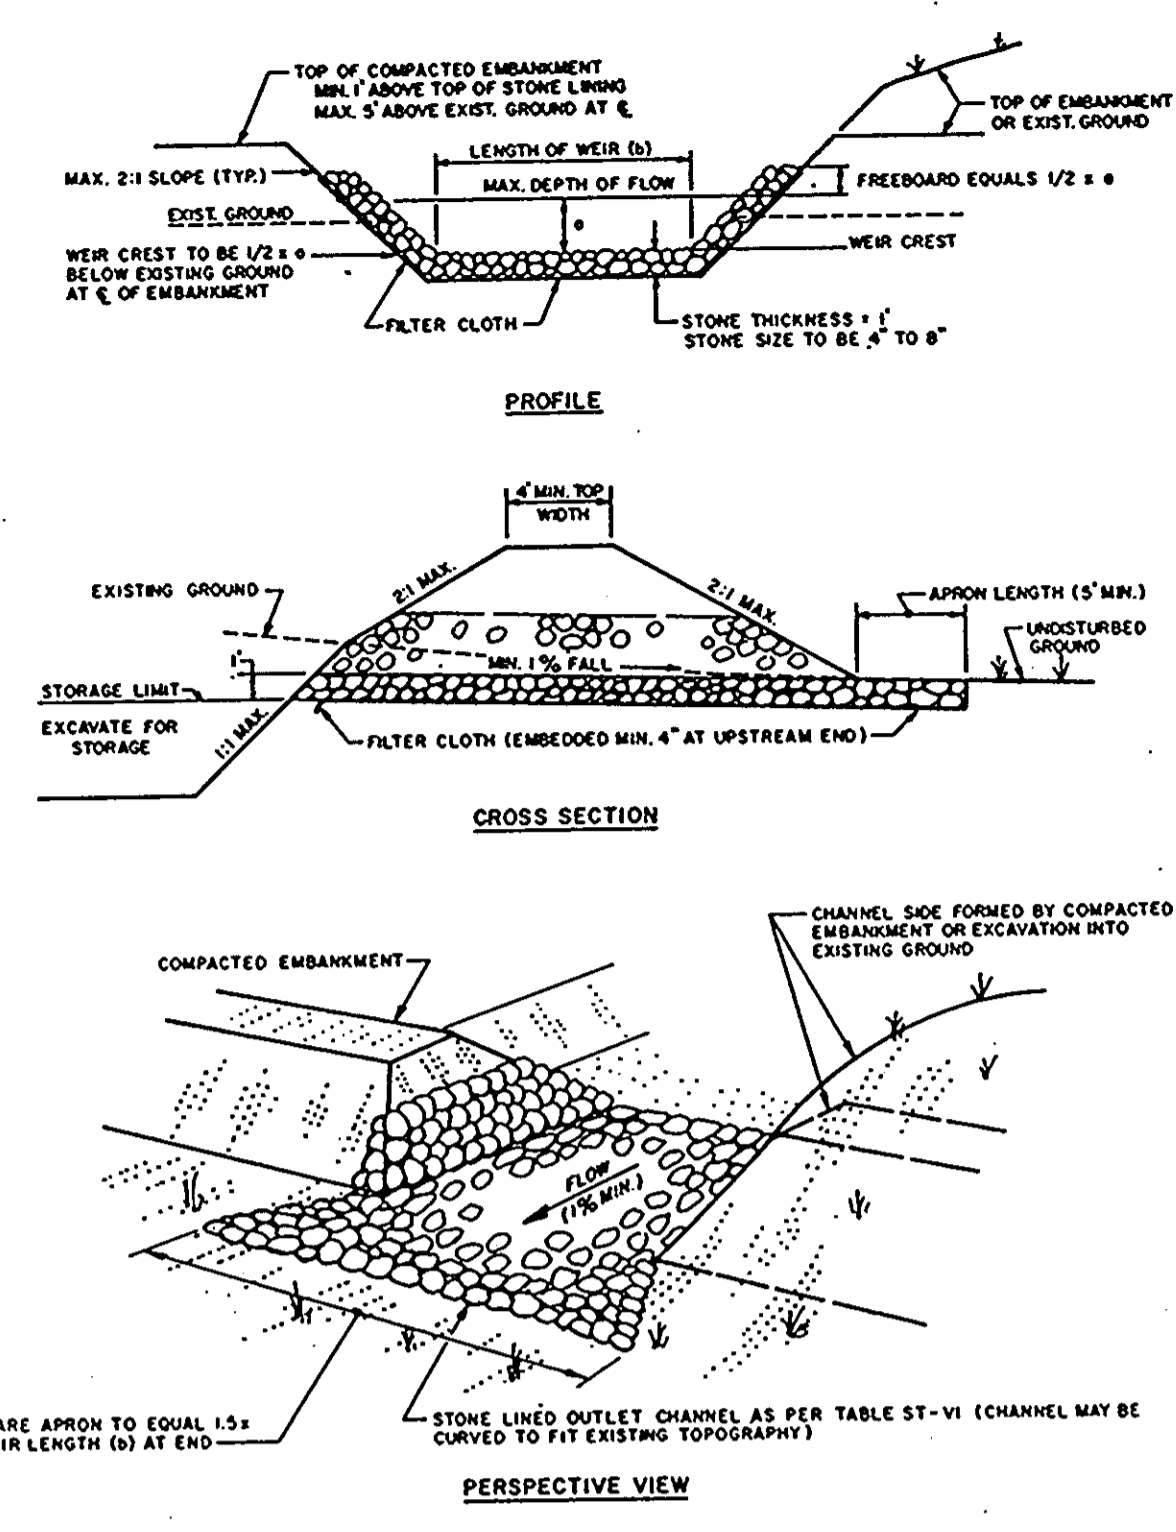 TOP OF COMPACTED EMBANKMENT
MIN. 1' ABOVE TOP OF STONE LINING
MAX. 5' ABOVE EXIST. GROUND AT ℄
TOP OF EMBANKMENT
OR EXIST. GROUND
LENGTH OF WEIR (b)
MAX. 2:1 SLOPE (TYP.)
MAX. DEPTH OF FLOW
FREEBOARD EQUALS 1/2 x a
EXIST. GROUND
a
WEIR CREST TO BE 1/2 x a
BELOW EXISTING GROUND
AT ℄ OF EMBANKMENT
WEIR CREST
FILTER CLOTH
STONE THICKNESS = 1'
STONE SIZE TO BE 4" TO 8"
PROFILE
4' MIN. TOP
WIDTH
EXISTING GROUND
2:1 MAX.
2:1 MAX.
APRON LENGTH (5' MIN.)
UNDISTURBED
GROUND
1'
MIN. 1% FALL
STORAGE LIMIT
EXCAVATE FOR
STORAGE
1:1 MAX.
FILTER CLOTH (EMBEDDED MIN. 4" AT UPSTREAM END)
CROSS SECTION
CHANNEL SIDE FORMED BY COMPACTED
EMBANKMENT OR EXCAVATION INTO
EXISTING GROUND
COMPACTED EMBANKMENT
FLOW
(1% MIN.)
ARE APRON TO EQUAL 1.5 x
IR LENGTH (b) AT END
STONE LINED OUTLET CHANNEL AS PER TABLE ST-VI (CHANNEL MAY BE
CURVED TO FIT EXISTING TOPOGRAPHY)
PERSPECTIVE VIEW